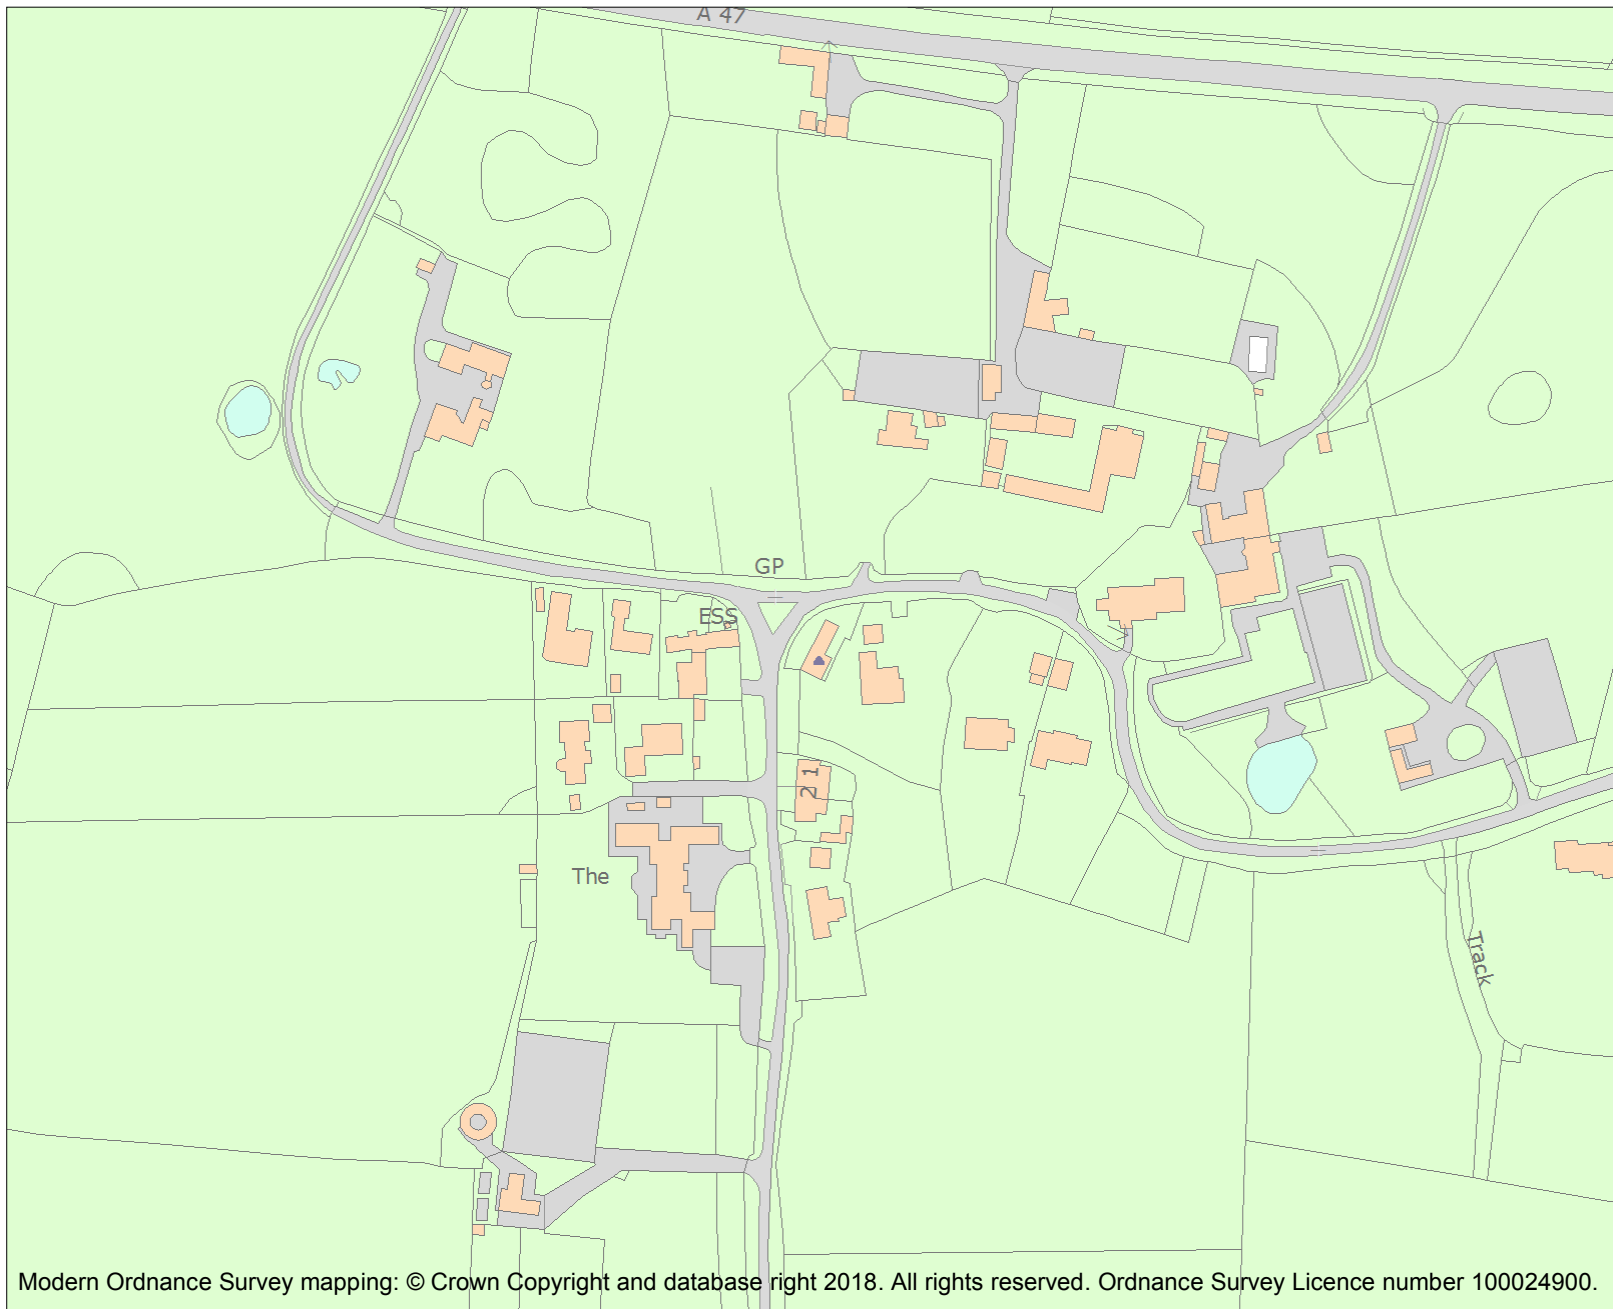 A 47
GP
ESS
2 1
The
Track
Modern Ordnance Survey mapping: © Crown Copyright and database right 2018. All rights reserved. Ordnance Survey Licence number 100024900.